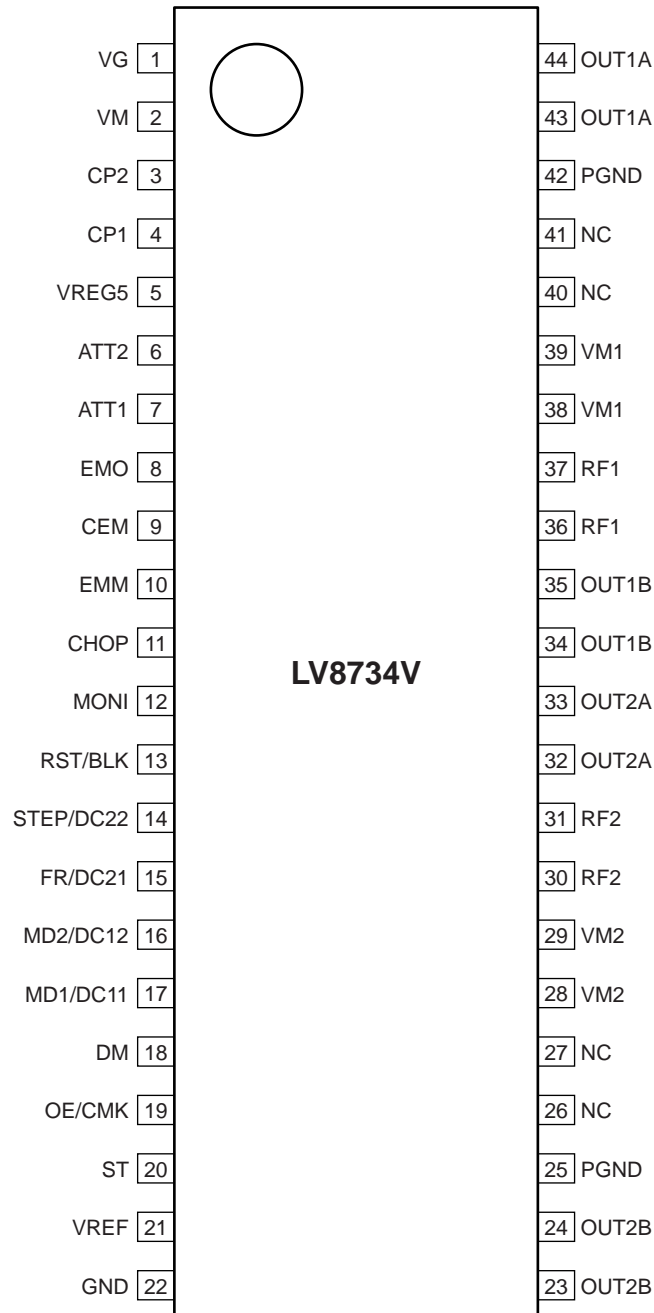 VG 1 44 OUT1A
VM 2 43 OUT1A
CP2 3 42 PGND
CP1 4 41 NC
VREG5 5 40 NC
ATT2 6 39 VM1
ATT1 7 38 VM1
EMO 8 37 RF1
CEM 9 36 RF1
EMM 10 35 OUT1B
CHOP 11 34 OUT1B
LV8734V
MONI 12 33 OUT2A
RST/BLK 13 32 OUT2A
STEP/DC22 14 31 RF2
FR/DC21 15 30 RF2
MD2/DC12 16 29 VM2
MD1/DC11 17 28 VM2
DM 18 27 NC
OE/CMK 19 26 NC
ST 20 25 PGND
VREF 21 24 OUT2B
GND 22 23 OUT2B